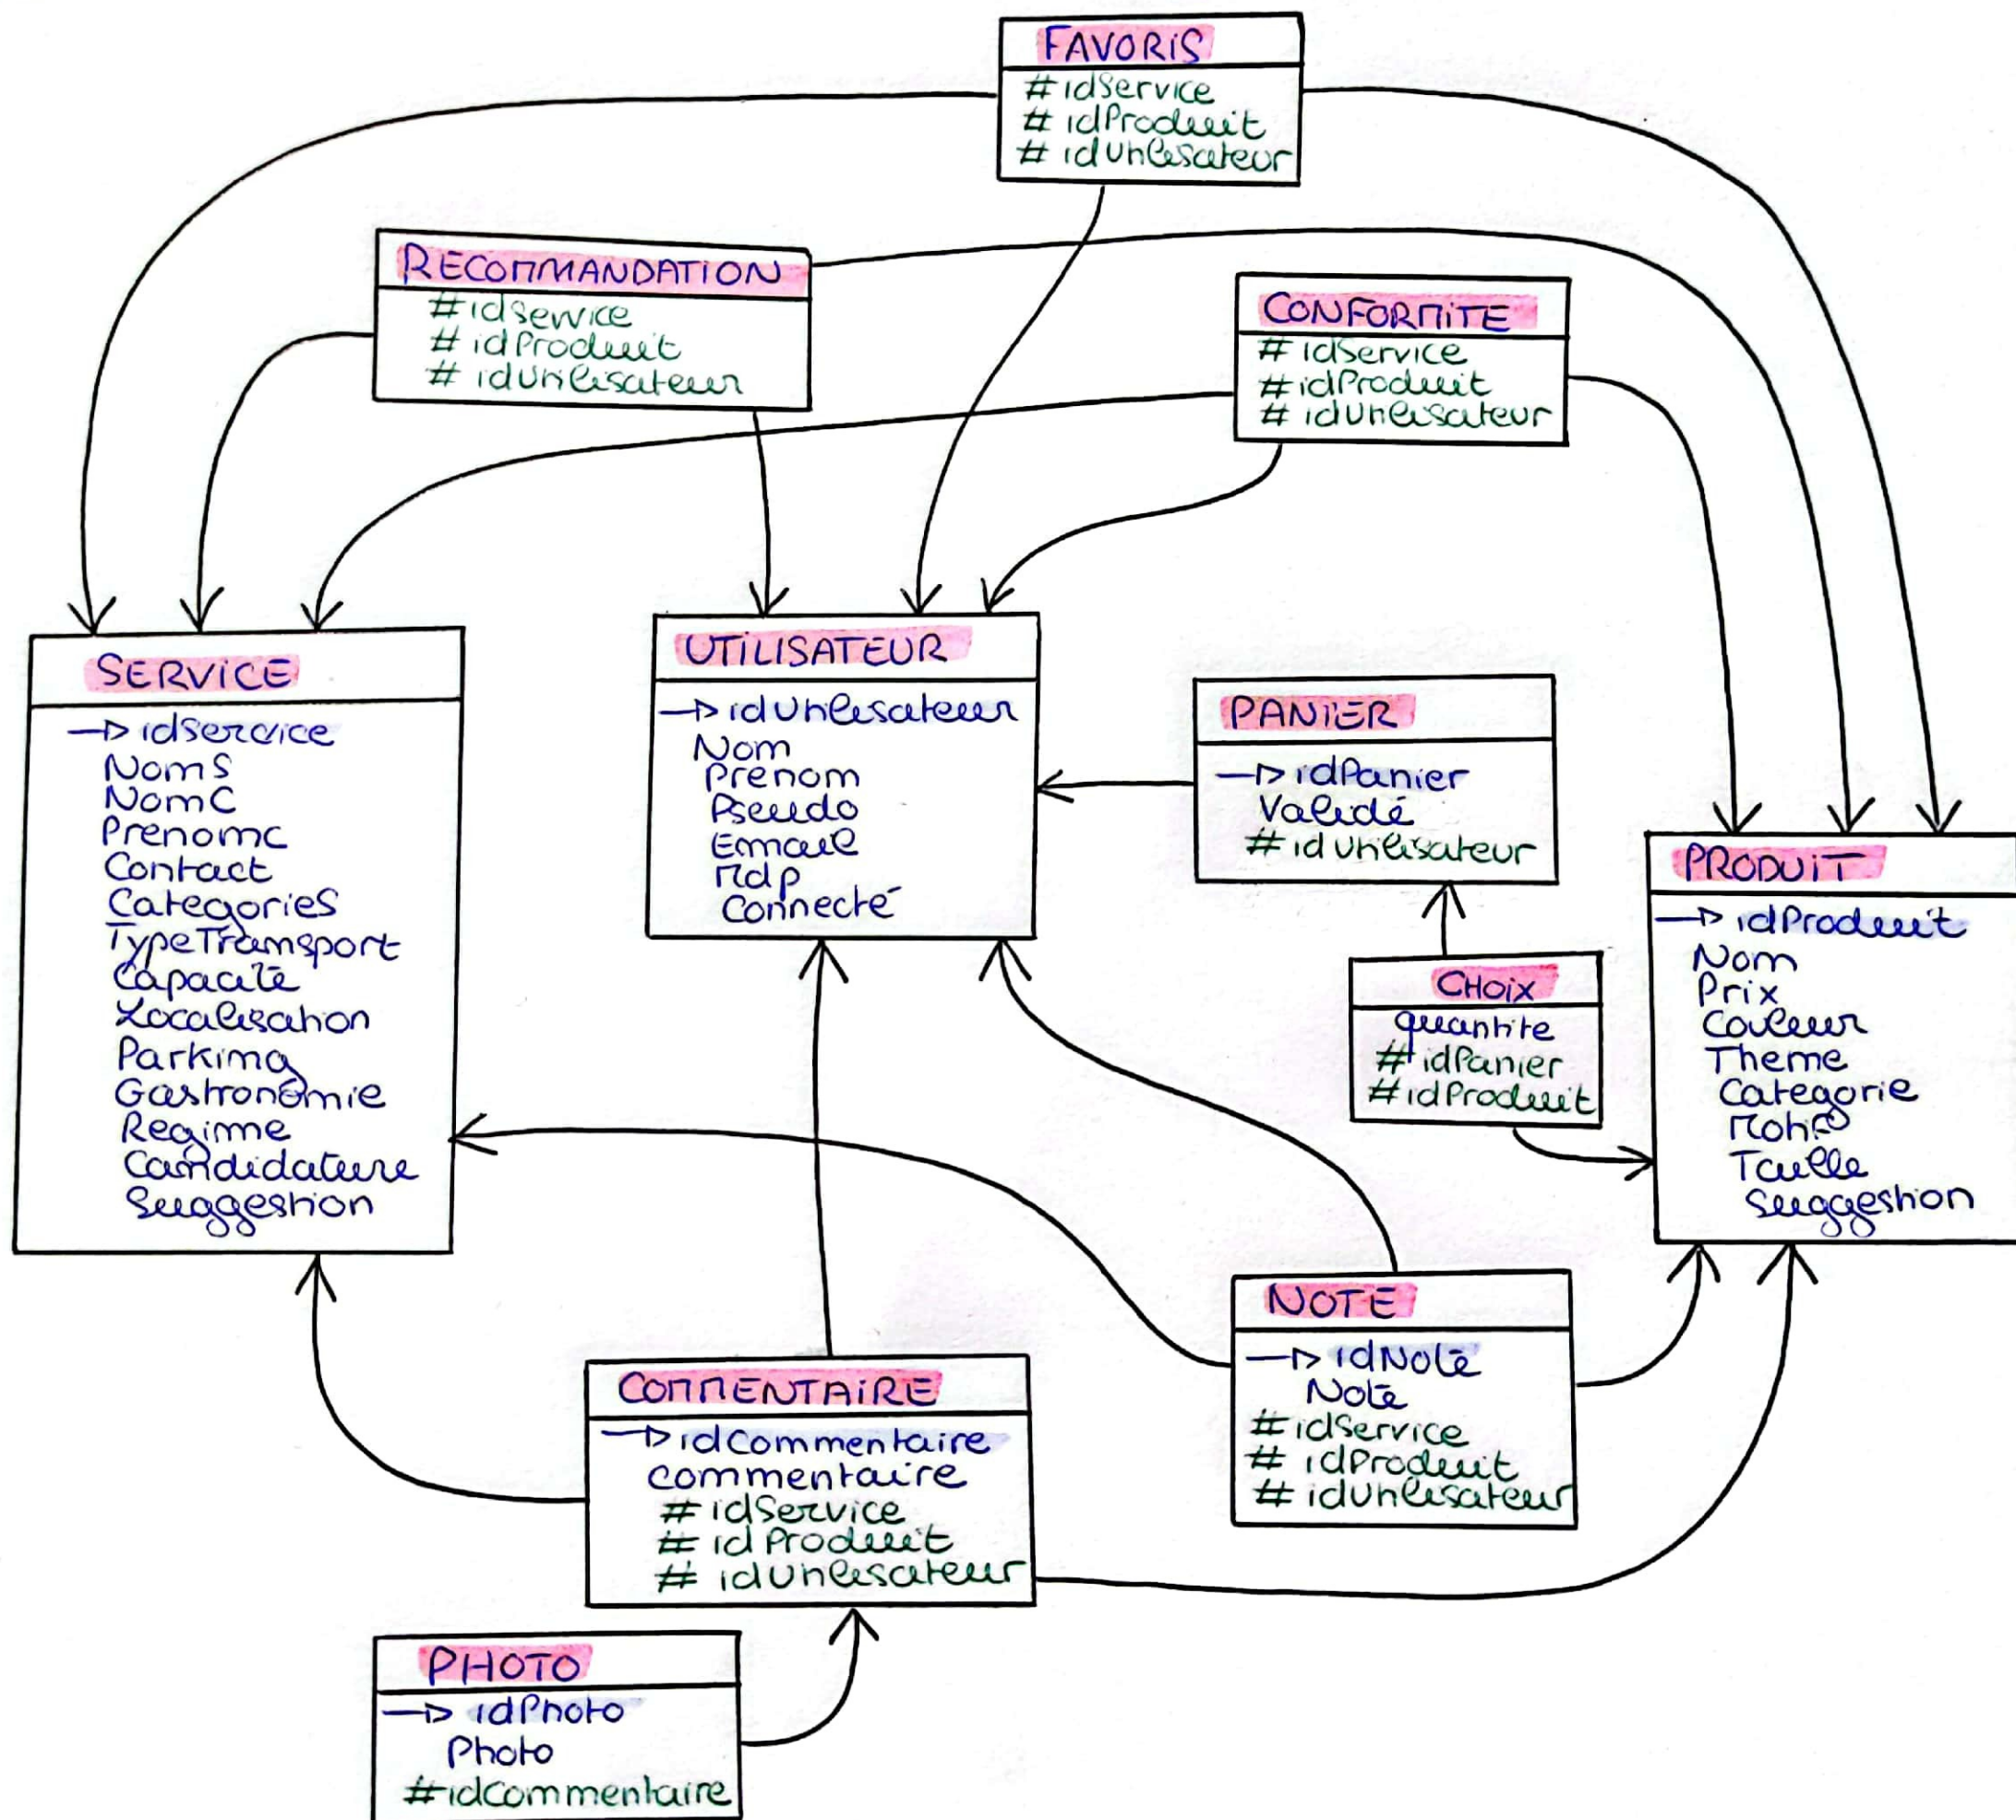 FAVORIS
#idService
# idProduit
# idUtilisateur
RECOMMANDATION
#idService
# idProduit
# idUtilisateur
CONFORMITE
# idService
#idProduit
# idUtilisateur
SERVICE
idService
NomS
NomC
PrenomC
Contact
Categories
TypeTransport
Capacité
Localisation
Parking
Gastronomie
Regime
Candidature
Suggestion
UTILISATEUR
idUtilisateur
Nom
Prenom
Pseudo
Email
Mdp
Connecté
PANIER
idPanier
Validé
# idUtilisateur
CHOIX
quantite
#idPanier
#idProduit
PRODUIT
idProduit
Nom
Prix
Couleur
Theme
Categorie
Motif
Taille
Suggestion
NOTE
idNote
Note
#idService
# idProduit
# idUtilisateur
COMMENTAIRE
idCommentaire
commentaire
# idService
# idProduit
# idUtilisateur
PHOTO
idPhoto
Photo
#idCommentaire